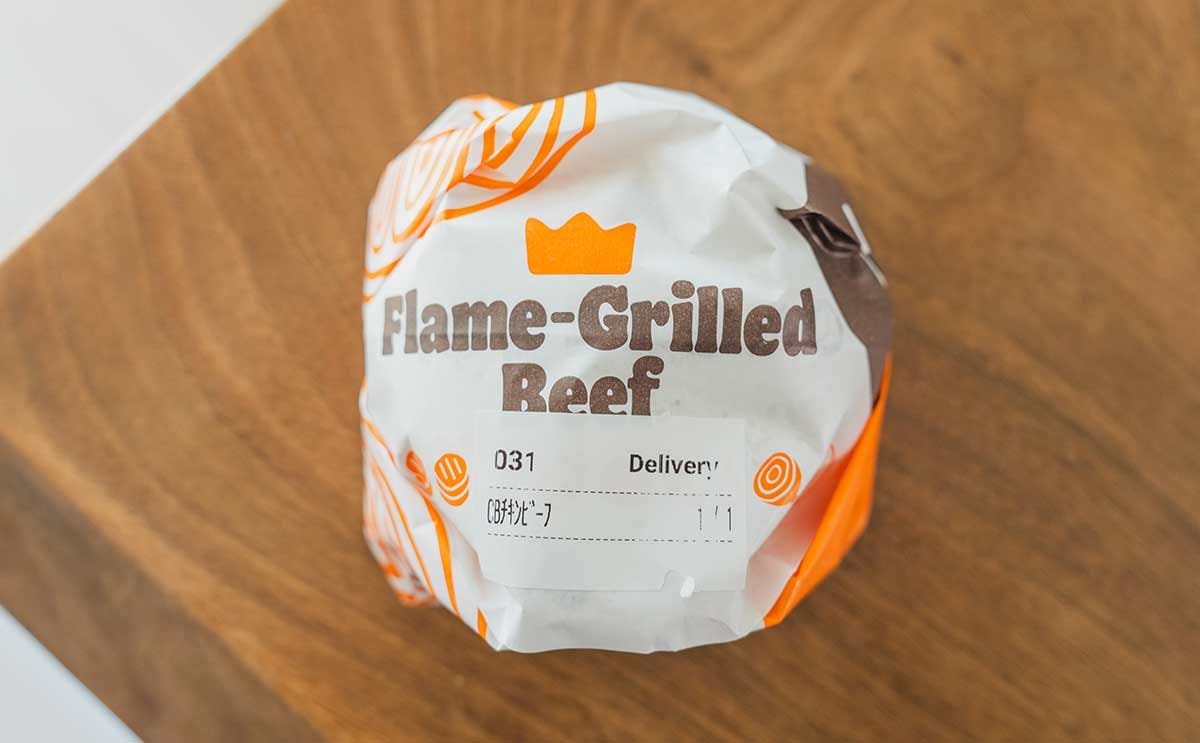 Flame-Grilled
Beef
031 Delivery
CBﾁｷﾝﾋﾞｰﾌ 1/1